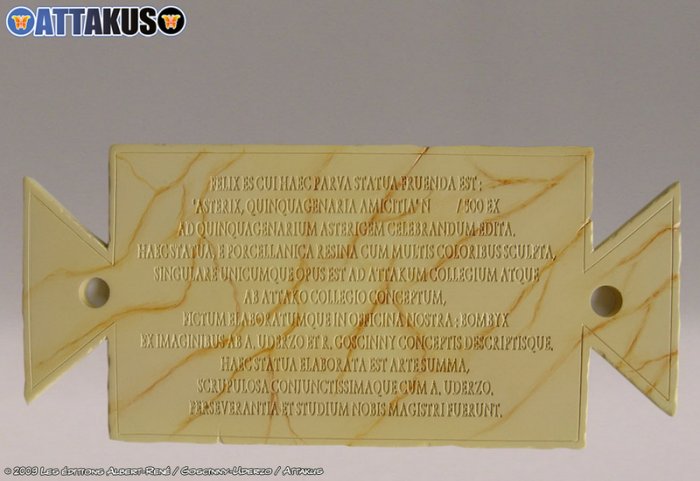 ATTAKUS
FELIX ES CUI HAEC PARVA STATUA FRUENDA EST :
'ASTERIX, QUINQUAGENARIA AMICITIA' N / 500 EX
AD QUINQUAGENARIUM ASTERIGEM CELEBRANDUM EDITA.
HAEC STATUA, E PORCELLANICA RESINA CUM MULTIS COLORIBUS SCULPTA,
SINGULARE UNICUMQUE OPUS EST AD ATTAKUM COLLEGIUM ATQUE
AB ATTAKO COLLEGIO CONCEPTUM,
FICTUM ELABORATUMQUE IN OFFICINA NOSTRA : BOMBYX
EX IMAGINIBUS AB A. UDERZO ET R. GOSCINNY CONCEPTIS DESCRIPTISQUE.
HAEC STATUA ELABORATA EST ARTE SUMMA,
SCRUPULOSA CONJUNCTISSIMAQUE CUM A. UDERZO.
PERSEVERANTIA ET STUDIUM NOBIS MAGISTRI FUERUNT.
© 2009 Les éditions Albert-René / Goscinny-Uderzo / Attakus